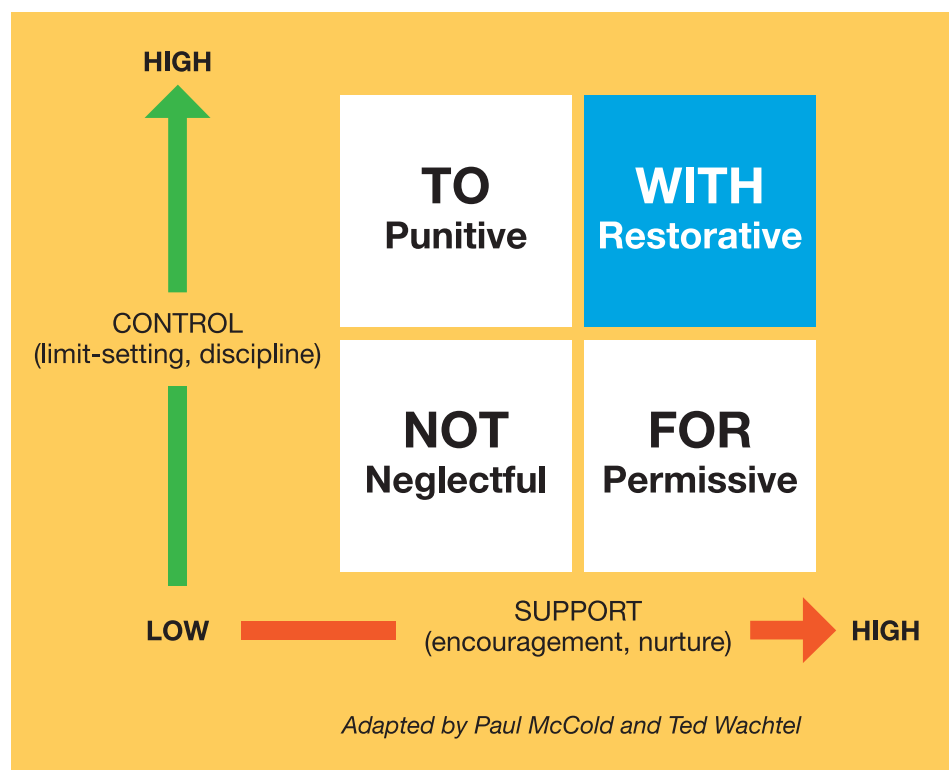 HIGH
TO
Punitive
WITH
Restorative
CONTROL
(limit-setting, discipline)
NOT
Neglectful
FOR
Permissive
LOW
SUPPORT
(encouragement, nurture)
HIGH
Adapted by Paul McCold and Ted Wachtel